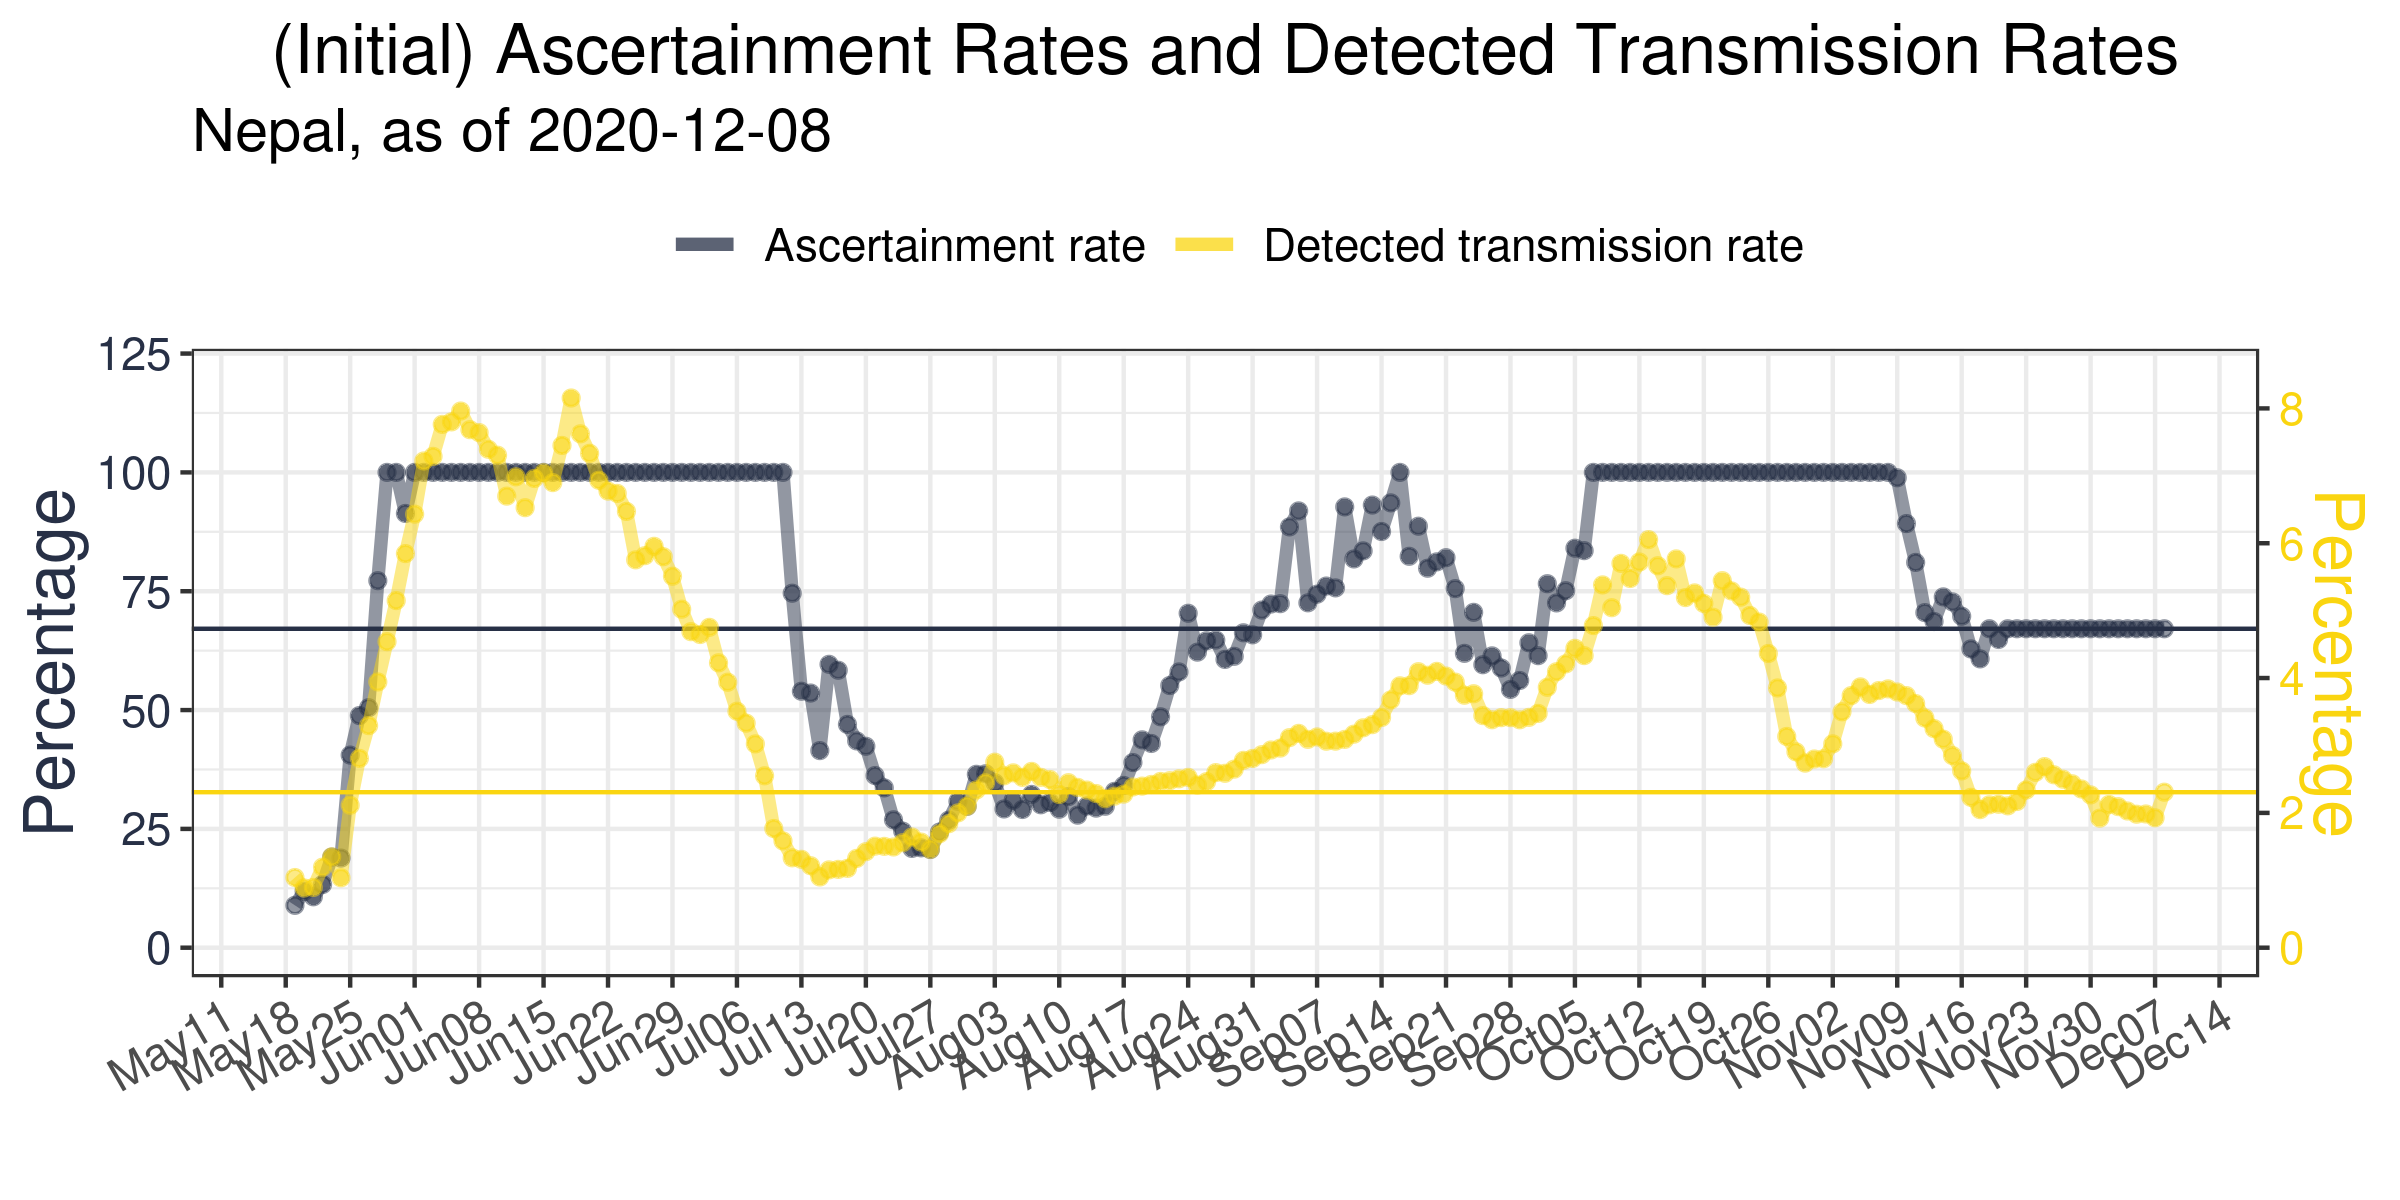 (Initial) Ascertainment Rates and Detected Transmission Rates
Nepal, as of 2020-12-08
Ascertainment rate
Detected transmission rate
125
100
75
50
25
0
Percentage
8
6
4
2
0
Percentage
May11
May18
May25
Jun01
Jun08
Jun15
Jun22
Jun29
Jul06
Jul13
Jul20
Jul27
Aug03
Aug10
Aug17
Aug24
Aug31
Sep07
Sep14
Sep21
Sep28
Oct05
Oct12
Oct19
Oct26
Nov02
Nov09
Nov16
Nov23
Nov30
Dec07
Dec14